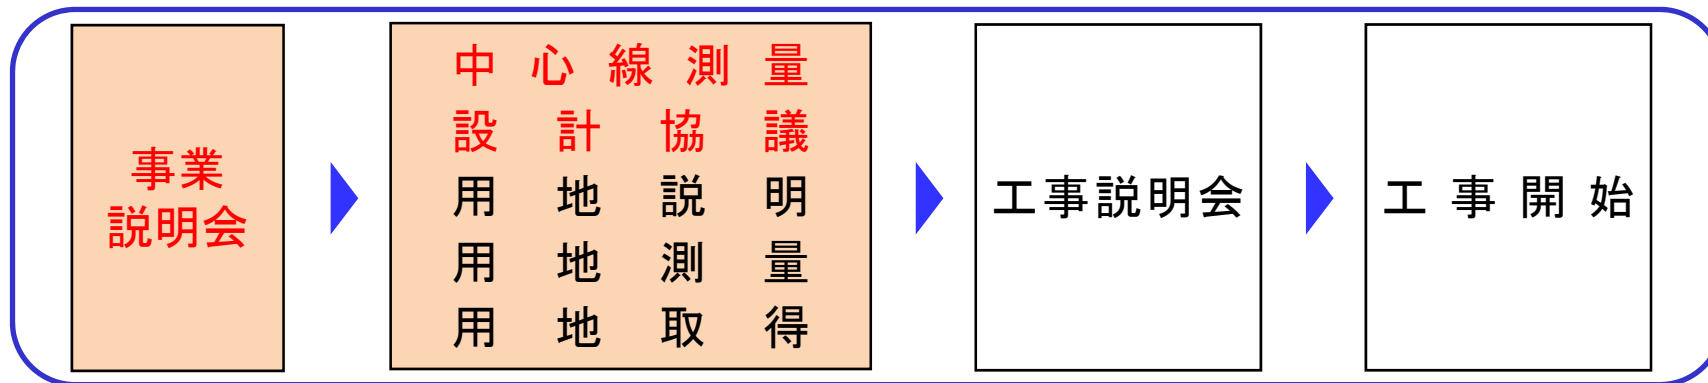 事業
説明会
中心線測量
設計協議
用地説明
用地測量
用地取得
工事説明会
工事開始